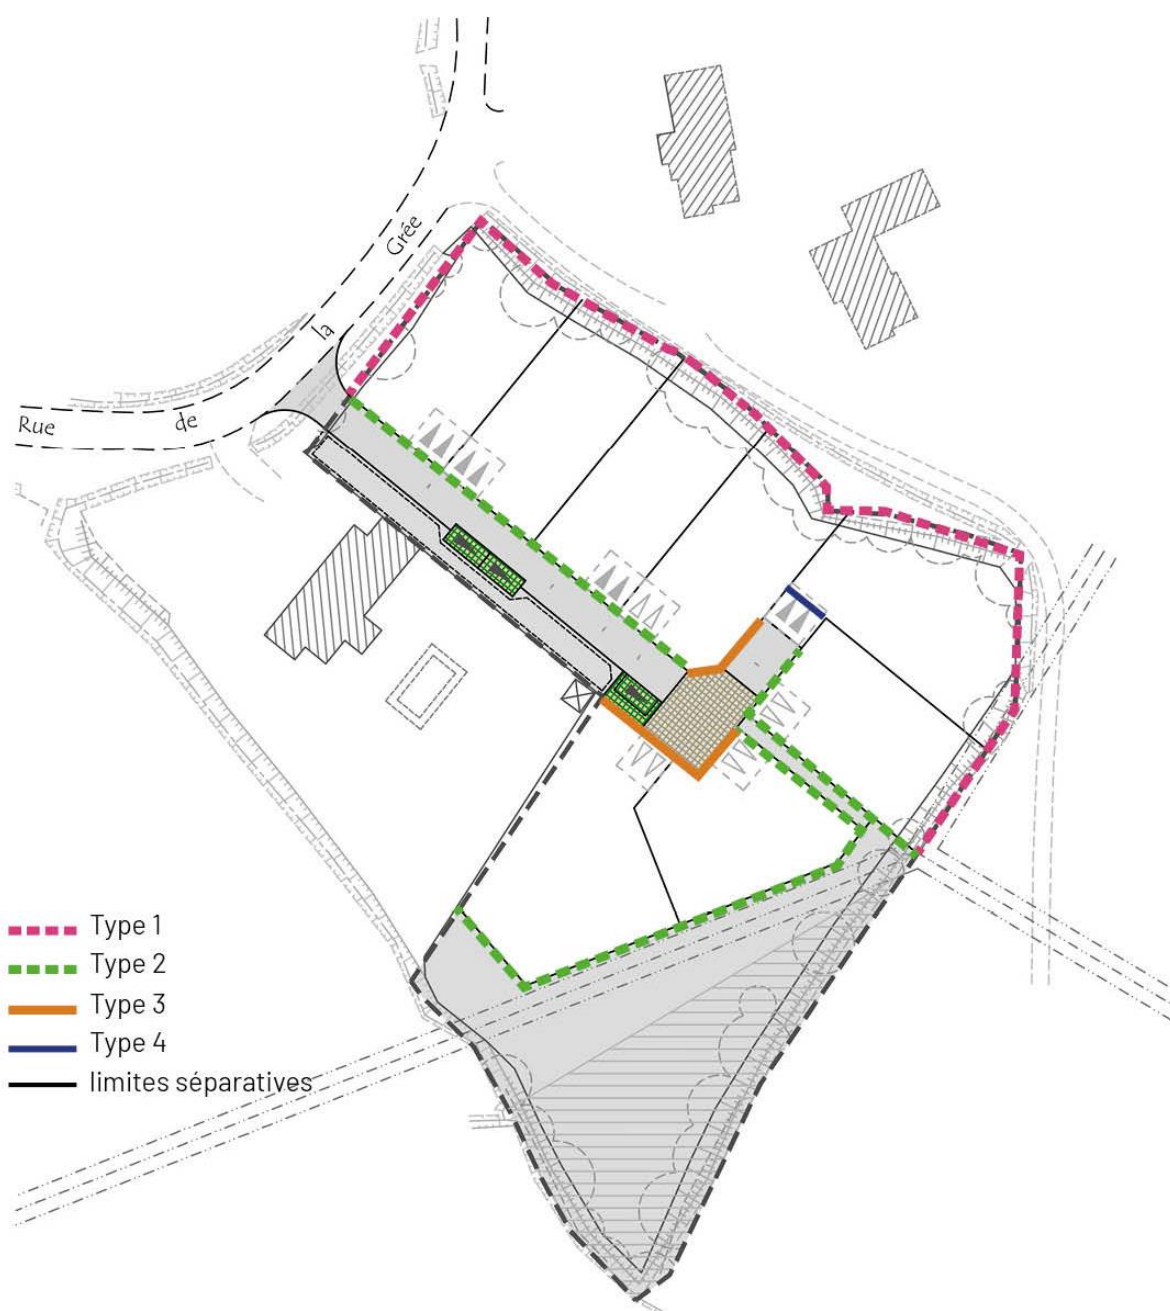 Rue de la Grée
Type 1
Type 2
Type 3
Type 4
limites séparatives